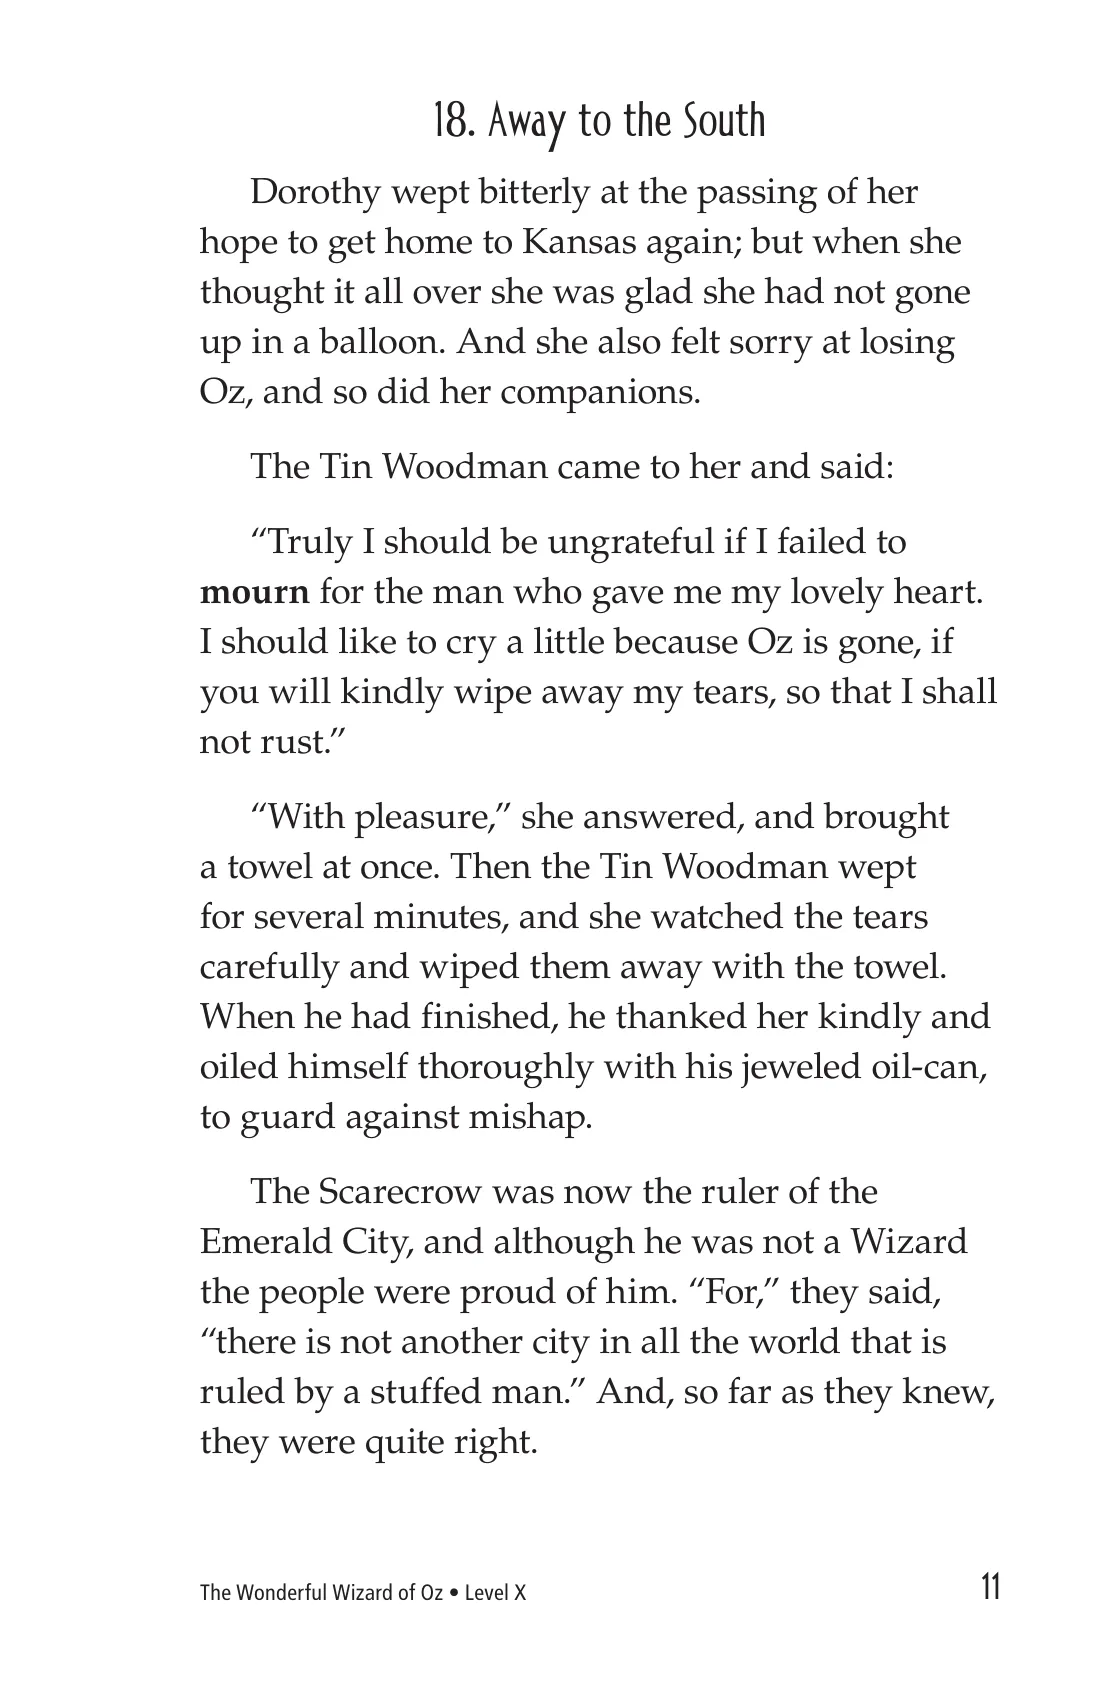 18. Away to the South
Dorothy wept bitterly at the passing of her
hope to get home to Kansas again; but when she
thought it all over she was glad she had not gone
up in a balloon. And she also felt sorry at losing
Oz, and so did her companions.
The Tin Woodman came to her and said:
“Truly I should be ungrateful if I failed to
mourn for the man who gave me my lovely heart.
I should like to cry a little because Oz is gone, if
you will kindly wipe away my tears, so that I shall
not rust.”
“With pleasure,” she answered, and brought
a towel at once. Then the Tin Woodman wept
for several minutes, and she watched the tears
carefully and wiped them away with the towel.
When he had finished, he thanked her kindly and
oiled himself thoroughly with his jeweled oil-can,
to guard against mishap.
The Scarecrow was now the ruler of the
Emerald City, and although he was not a Wizard
the people were proud of him. “For,” they said,
“there is not another city in all the world that is
ruled by a stuffed man.” And, so far as they knew,
they were quite right.
The Wonderful Wizard of Oz • Level X
11